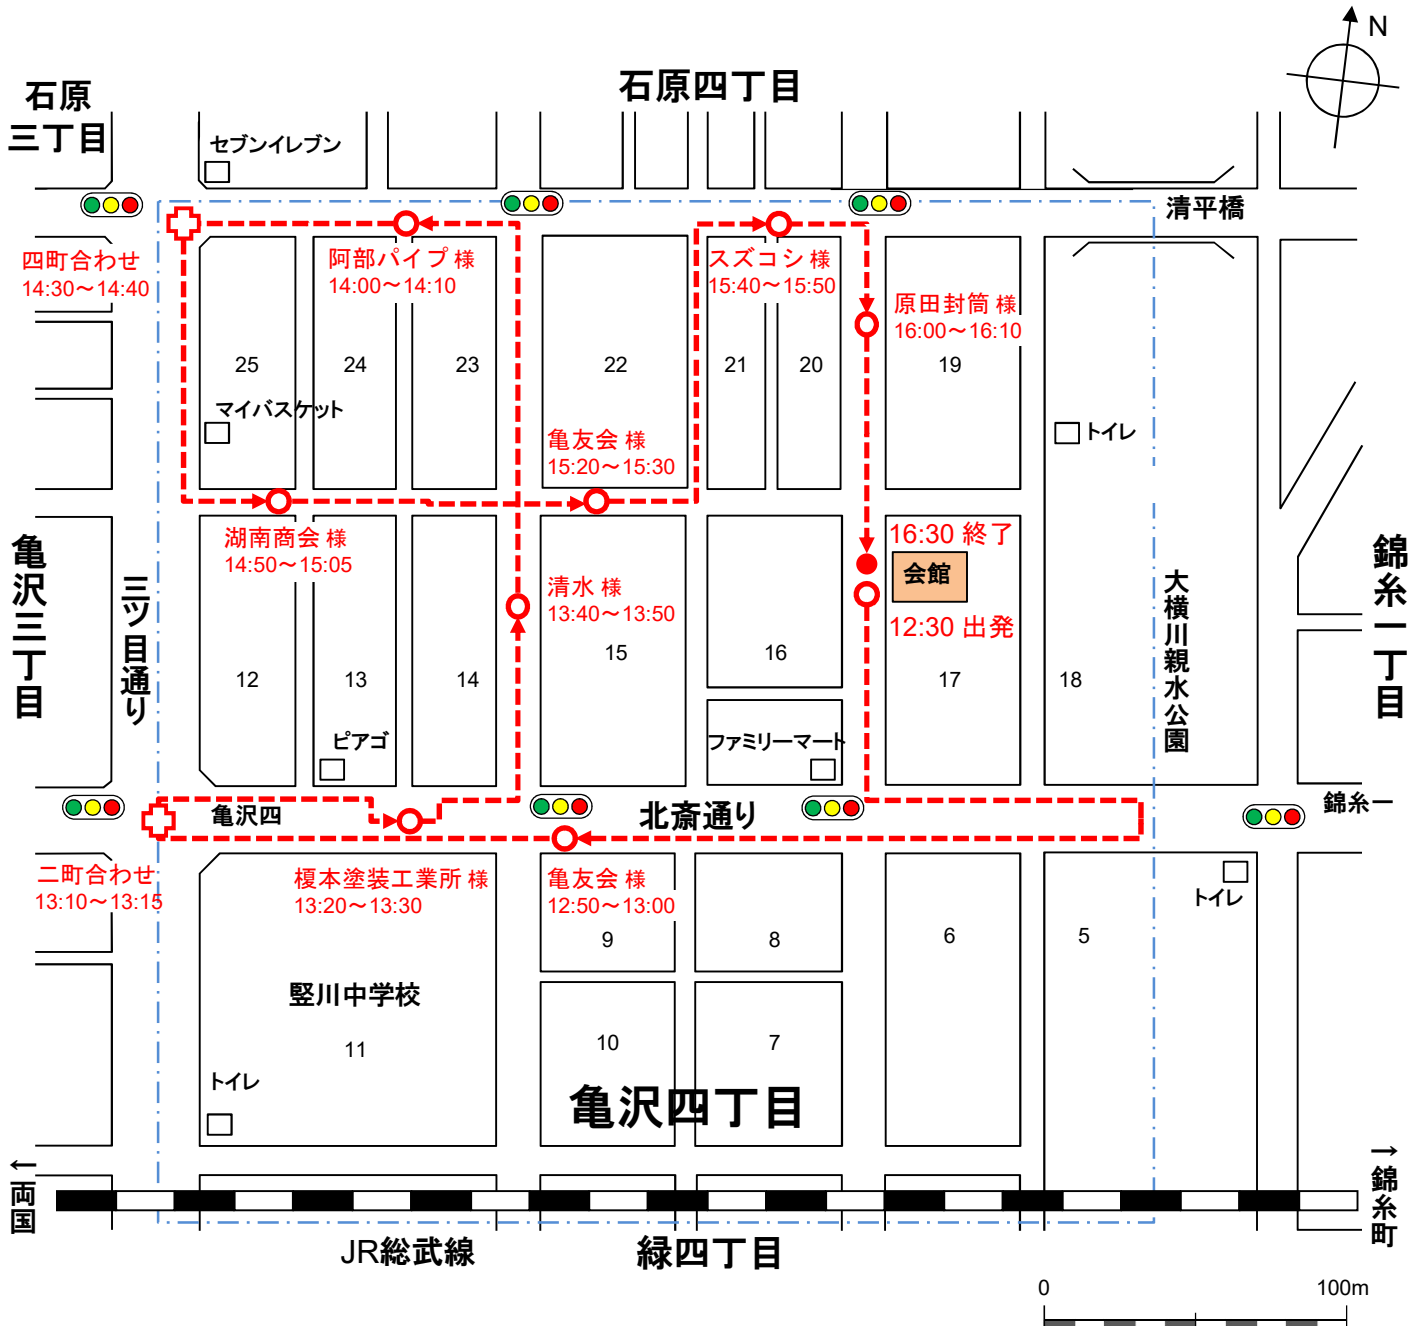 N
石原
三丁目
石原四丁目
セブンイレブン
清平橋
四町合わせ
14:30～14:40
阿部パイプ 様
14:00～14:10
スズコシ 様
15:40～15:50
原田封筒 様
16:00～16:10
25
24
23
22
21
20
19
マイバスケット
トイレ
亀友会 様
15:20～15:30
湖南商会 様
14:50～15:05
16:30 終了
会館
12:30 出発
清水 様
13:40～13:50
亀沢三丁目
三ツ目通り
大横川親水公園
錦糸一丁目
12
13
14
15
16
17
18
ピアゴ
ファミリーマート
亀沢四
北斎通り
錦糸一
二町合わせ
13:10～13:15
榎本塗装工業所 様
13:20～13:30
亀友会 様
12:50～13:00
トイレ
9
8
6
5
竪川中学校
11
10
7
トイレ
亀沢四丁目
←両国
→錦糸町
JR総武線
緑四丁目
0
100m